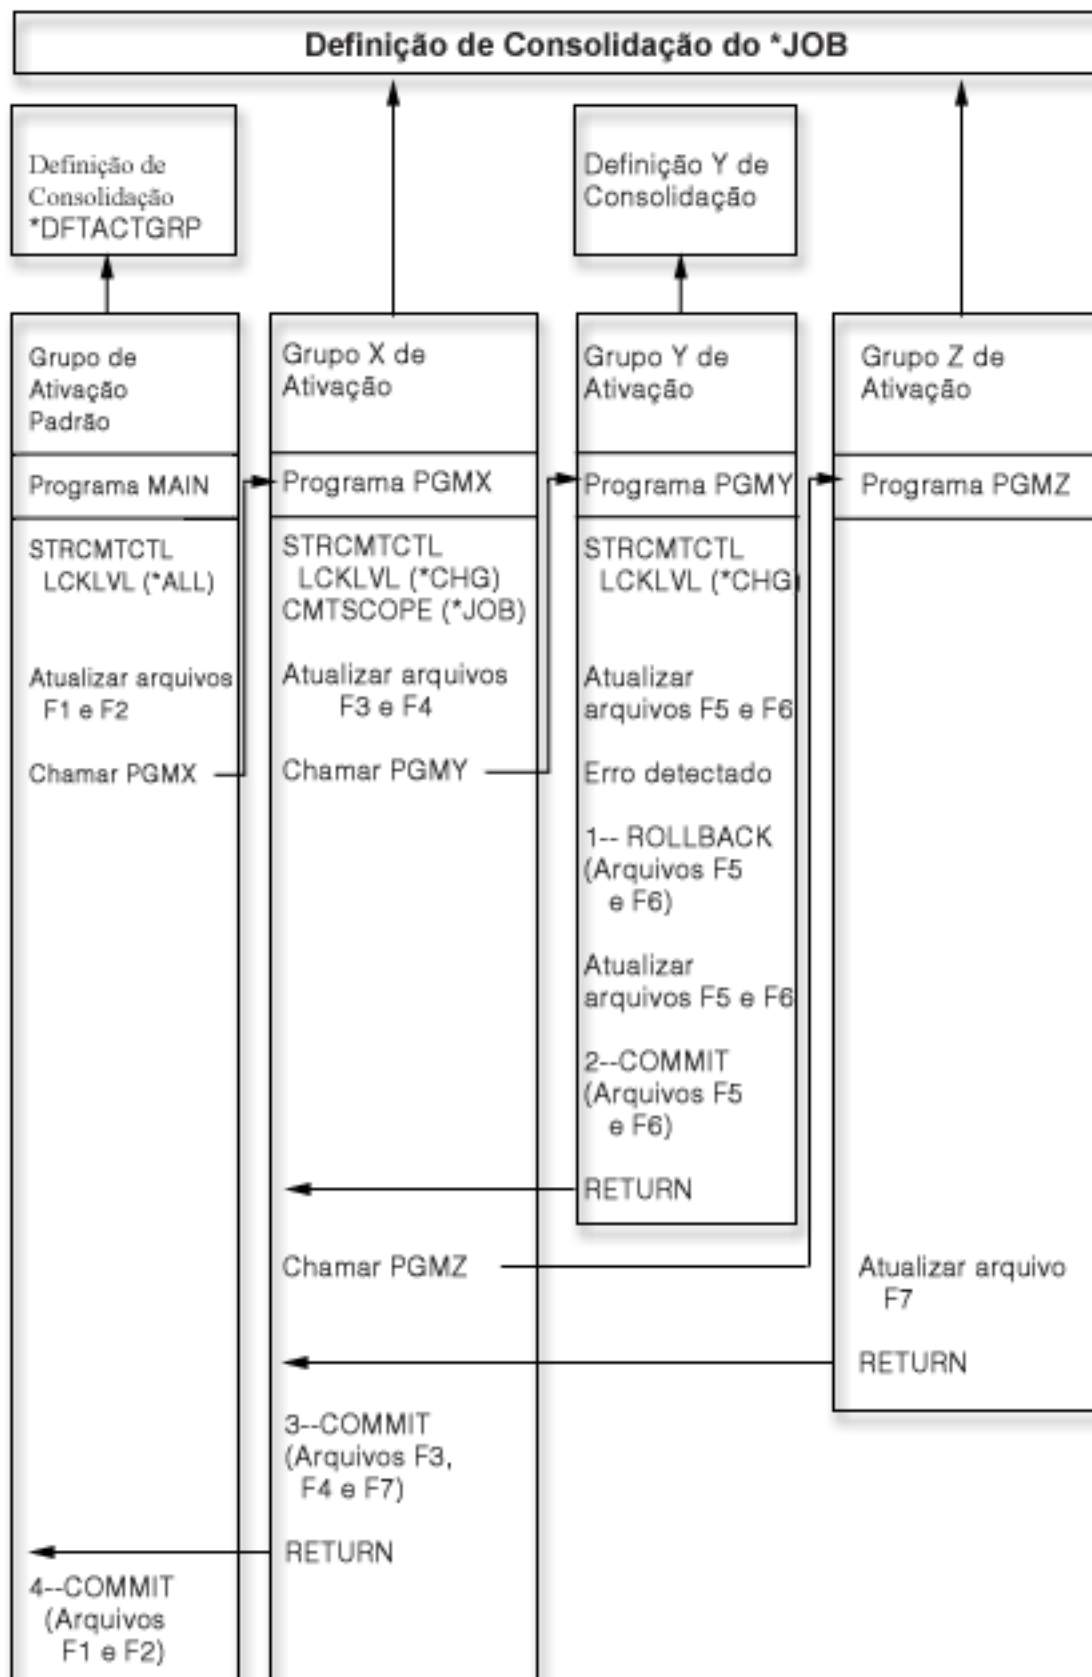 Definição de Consolidação do *JOB
Definição de
Consolidação
*DFTACTGRP
Definição Y de
Consolidação
Grupo de
Ativação
Padrão
Programa MAIN
STRCMTCTL
LCKLVL (*ALL)
Atualizar arquivos
F1 e F2
Chamar PGMX
4--COMMIT
(Arquivos
F1 e F2)
Grupo X de
Ativação
Programa PGMX
STRCMTCTL
LCKLVL (*CHG)
CMTSCOPE (*JOB)
Atualizar arquivos
F3 e F4
Chamar PGMY
Chamar PGMZ
3--COMMIT
(Arquivos F3,
F4 e F7)
RETURN
Grupo Y de
Ativação
Programa PGMY
STRCMTCTL
LCKLVL (*CHG)
Atualizar
arquivos F5 e F6
Erro detectado
1-- ROLLBACK
(Arquivos F5
e F6)
Atualizar
arquivos F5 e F6
2--COMMIT
(Arquivos F5
e F6)
RETURN
Grupo Z de
Ativação
Programa PGMZ
Atualizar arquivo
F7
RETURN